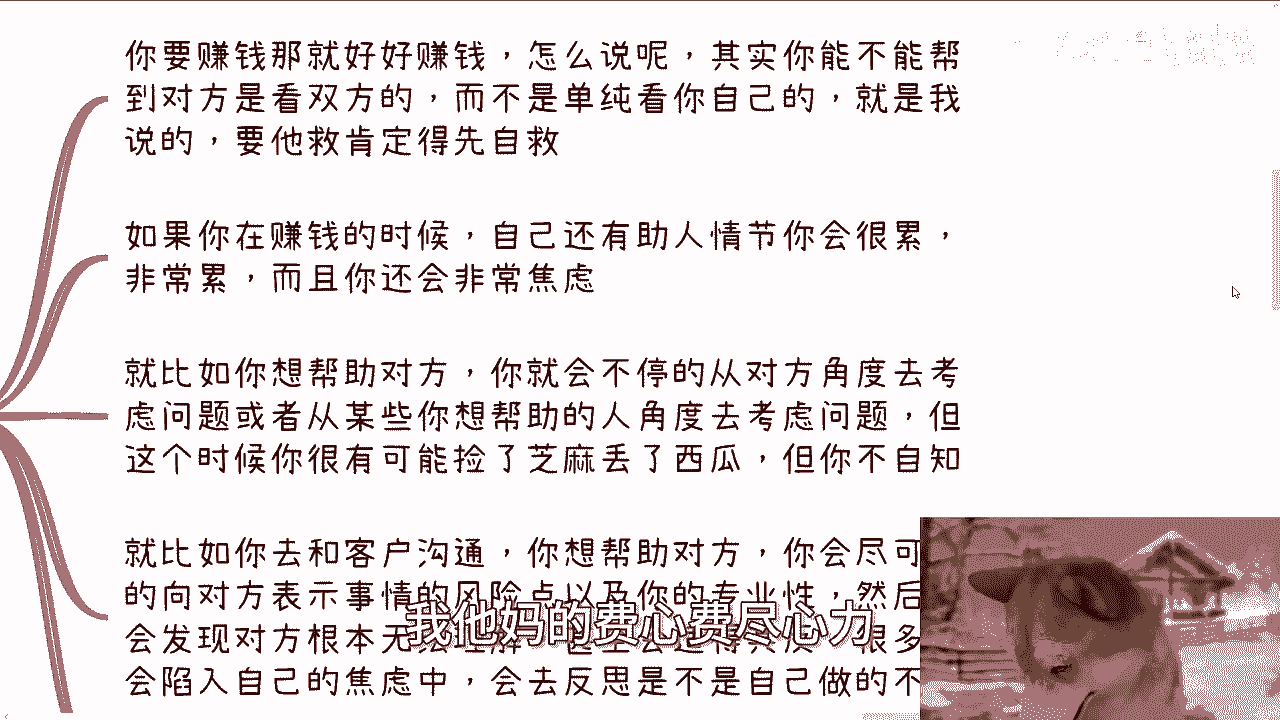 你要赚钱那就好好赚钱，怎么说呢，其实你能不能帮
到对方是看双方的，而不是单纯看你自己的，就是我
说的，要他救肯定得先自救
如果你在赚钱的时候，自己还有助人情节你会很累，
非常累，而且你还会非常焦虑
就比如你想帮助对方，你就会不停的从对方角度去考
虑问题或者从某些你想帮助的人角度去考虑问题，但
这个时候你很有可能捡了芝麻丢了西瓜，但你不自知
就比如你去和客户沟通，你想帮助对方，你会尽可
的向对方表示事情的风险点以及你的专业性，然后
会发现对方根本无法理解
很多
会陷入自己的焦虑中，会去反思是不是自己做的不
我他妈的费心费尽心力